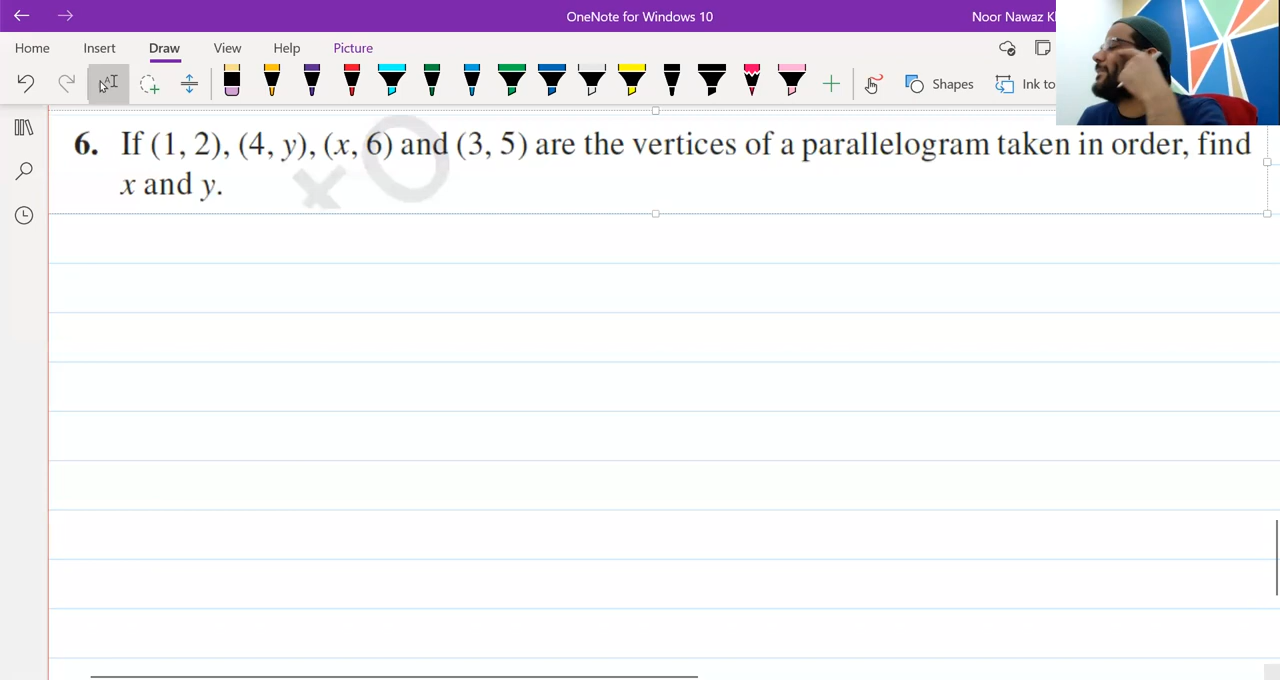 OneNote for Windows 10
Noor Nawaz
Home Insert Draw View Help Picture
Shapes Ink to
6. If (1, 2), (4, y), (x, 6) and (3, 5) are the vertices of a parallelogram taken in order, find
x and y.